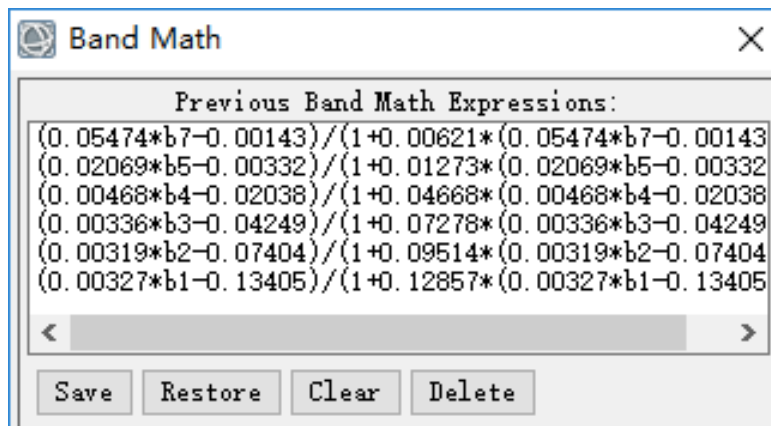 Band Math
Previous Band Math Expressions:
(0.05474*b7-0.00143)/(1+0.00621*(0.05474*b7-0.00143
(0.02069*b5-0.00332)/(1+0.01273*(0.02069*b5-0.00332
(0.00468*b4-0.02038)/(1+0.04668*(0.00468*b4-0.02038
(0.00336*b3-0.04249)/(1+0.07278*(0.00336*b3-0.04249
(0.00319*b2-0.07404)/(1+0.09514*(0.00319*b2-0.07404
(0.00327*b1-0.13405)/(1+0.12857*(0.00327*b1-0.13405
Save Restore Clear Delete